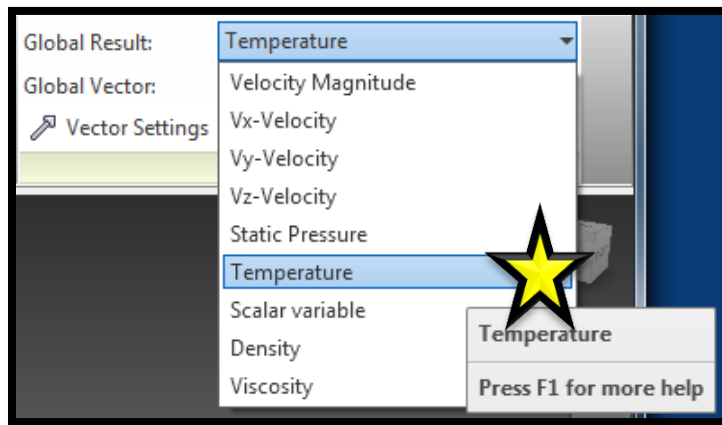 Global Result: Temperature
Global Vector: Velocity Magnitude
Vector Settings Vx-Velocity
Vy-Velocity
Vz-Velocity
Static Pressure
Temperature
Scalar variable
Density
Viscosity
Temperature
Press F1 for more help